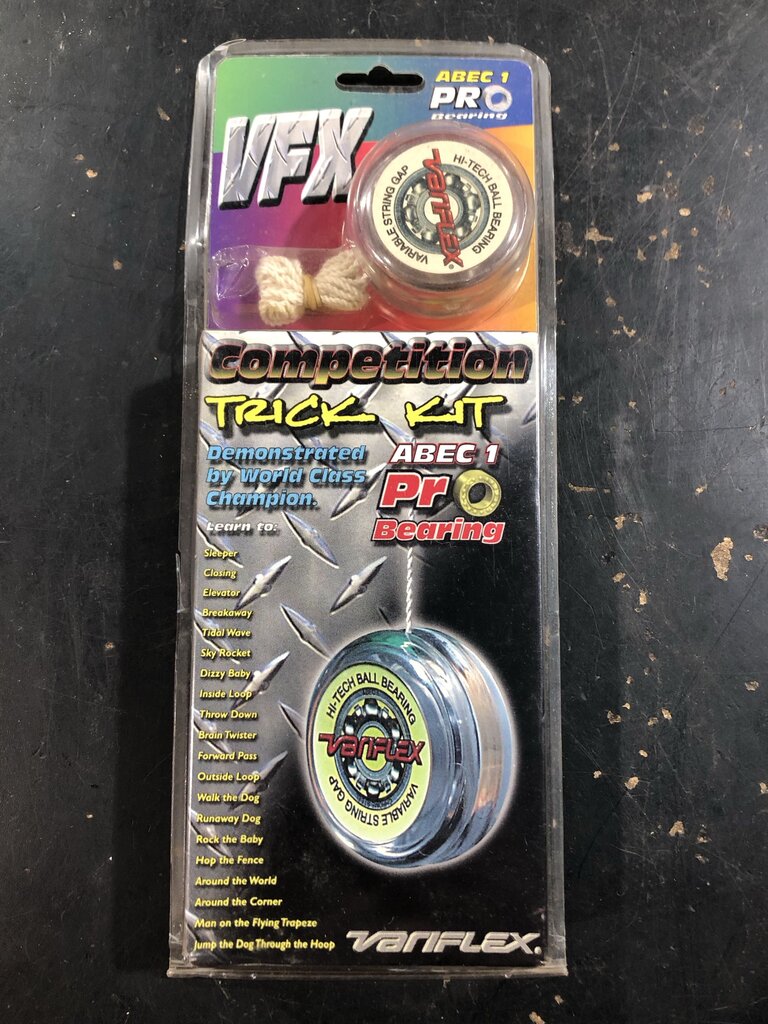 ABEC 1
PRO
Bearing
VFX
HI-TECH BALL BEARING
VARIFLEX®
VARIABLE STRING GAP
Competition
TRICK KIT
Demonstrated
by World Class
Champion.
ABEC 1
Pro
Bearing
Learn to:
Sleeper
Closing
Elevator
Breakaway
Tidal Wave
Sky Rocket
Dizzy Baby
Inside Loop
Throw Down
Brain Twister
Forward Pass
Outside Loop
Walk the Dog
Runaway Dog
Rock the Baby
Hop the Fence
Around the World
Around the Corner
Man on the Flying Trapeze
Jump the Dog Through the Hoop
HI-TECH BALL BEARING
VARIFLEX
VARIABLE STRING GAP
VARIFLEX®